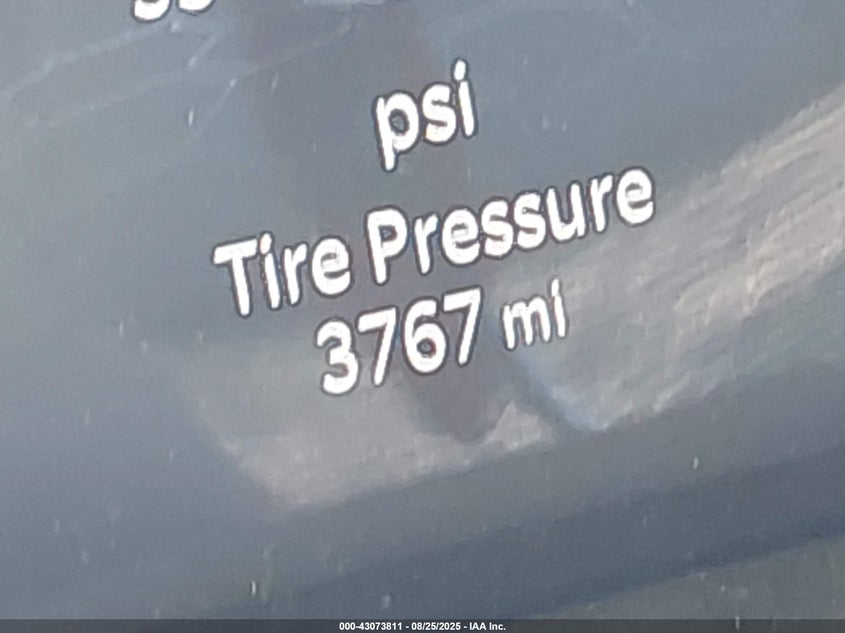 psi
Tire Pressure
3767 mi
000-43073811 - 08/25/2025 - IAA Inc.